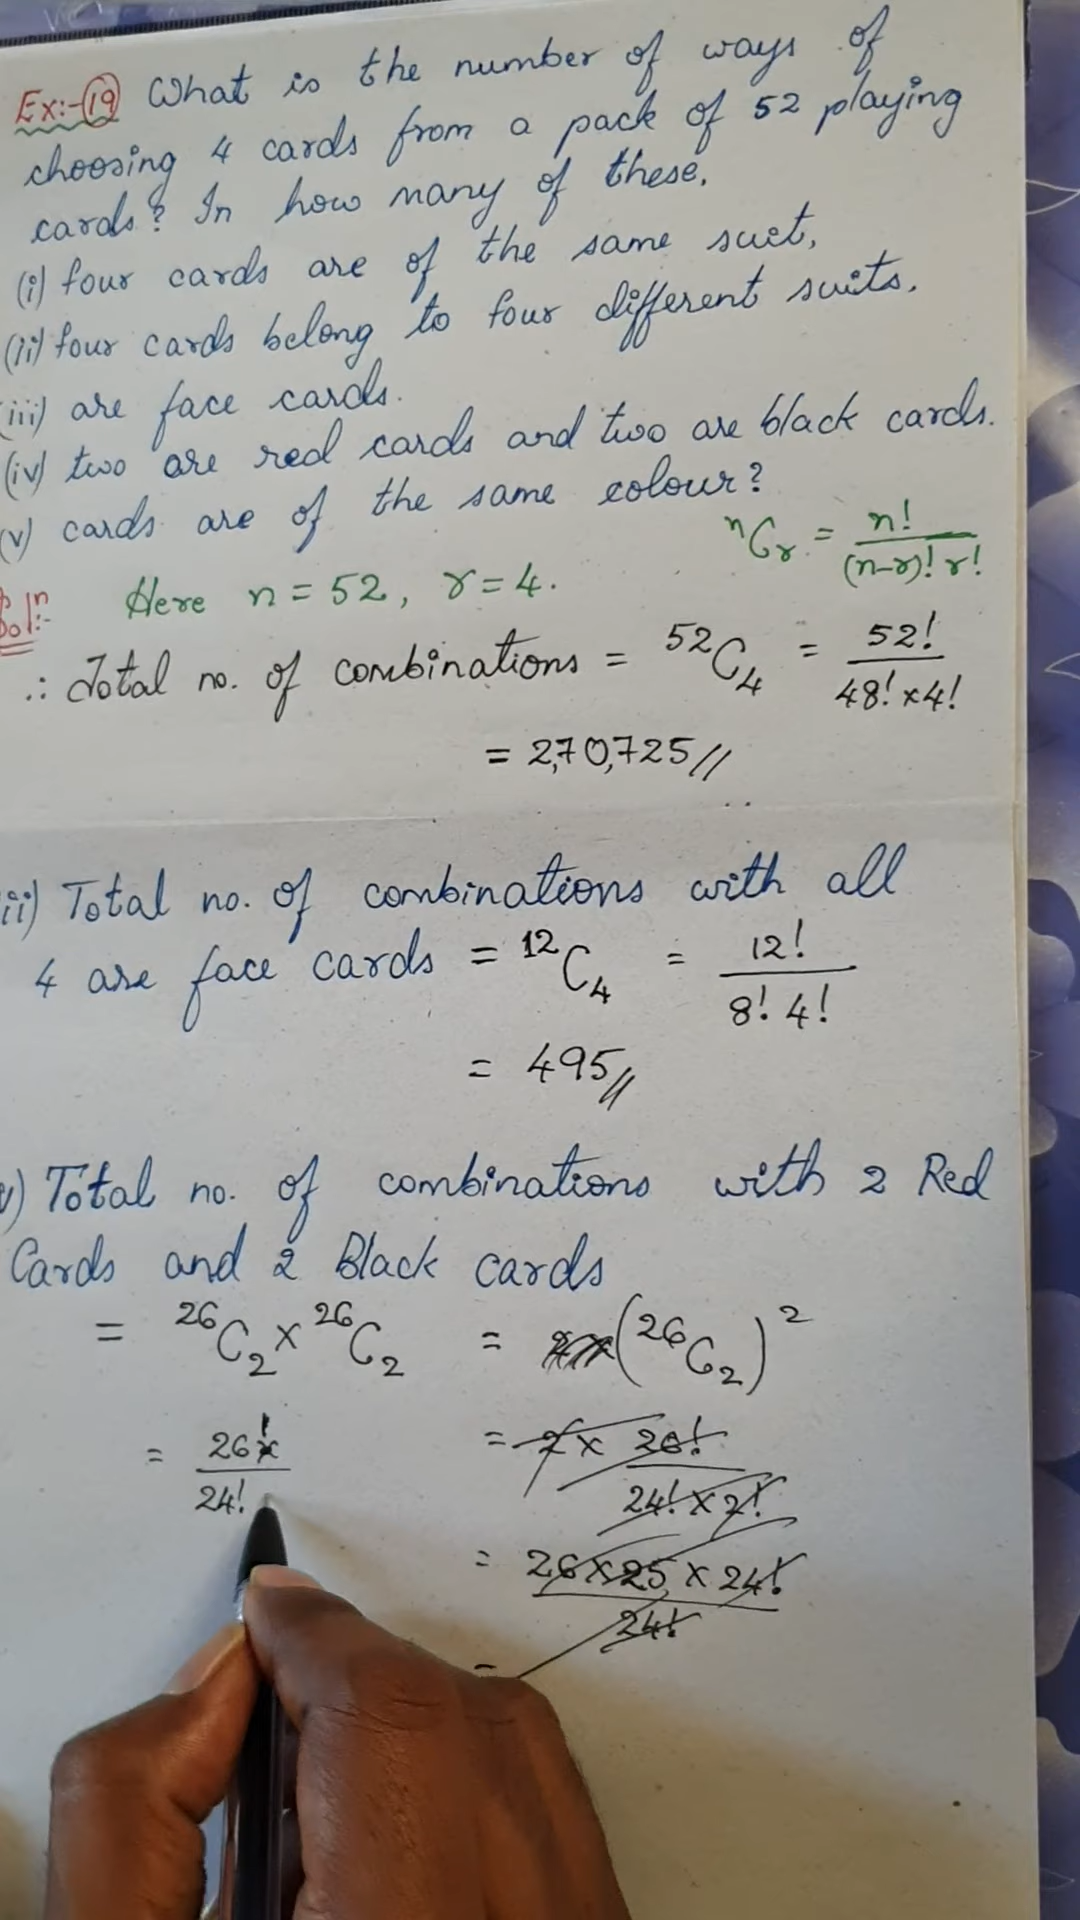 Ex:-(19) What is the number of ways of
choosing 4 cards from a pack of 52 playing
cards? In how many of these,
(i) four cards are of the same suit,
(ii) four cards belong to four different suits,
iii) are face cards.
(iv) two are red cards and two are black cards.
(v) cards are of the same colour?
ⁿCᵣ = n! / (n-r)! r!
Solⁿ:- Here n = 52, r = 4.
∴ Total no. of combinations = ⁵²C₄ = 52! / 48! × 4!
= 2,70,725//
ii) Total no. of combinations with all
4 are face cards = ¹²C₄ = 12! / 8! 4!
= 495//
v) Total no. of combinations with 2 Red
Cards and 2 Black cards
= ²⁶C₂ × ²⁶C₂ = (²⁶C₂)²
= 26! / 24!
= 2 × 26! / 24! × 2!
= 26 × 25 × 24! / 24!
=